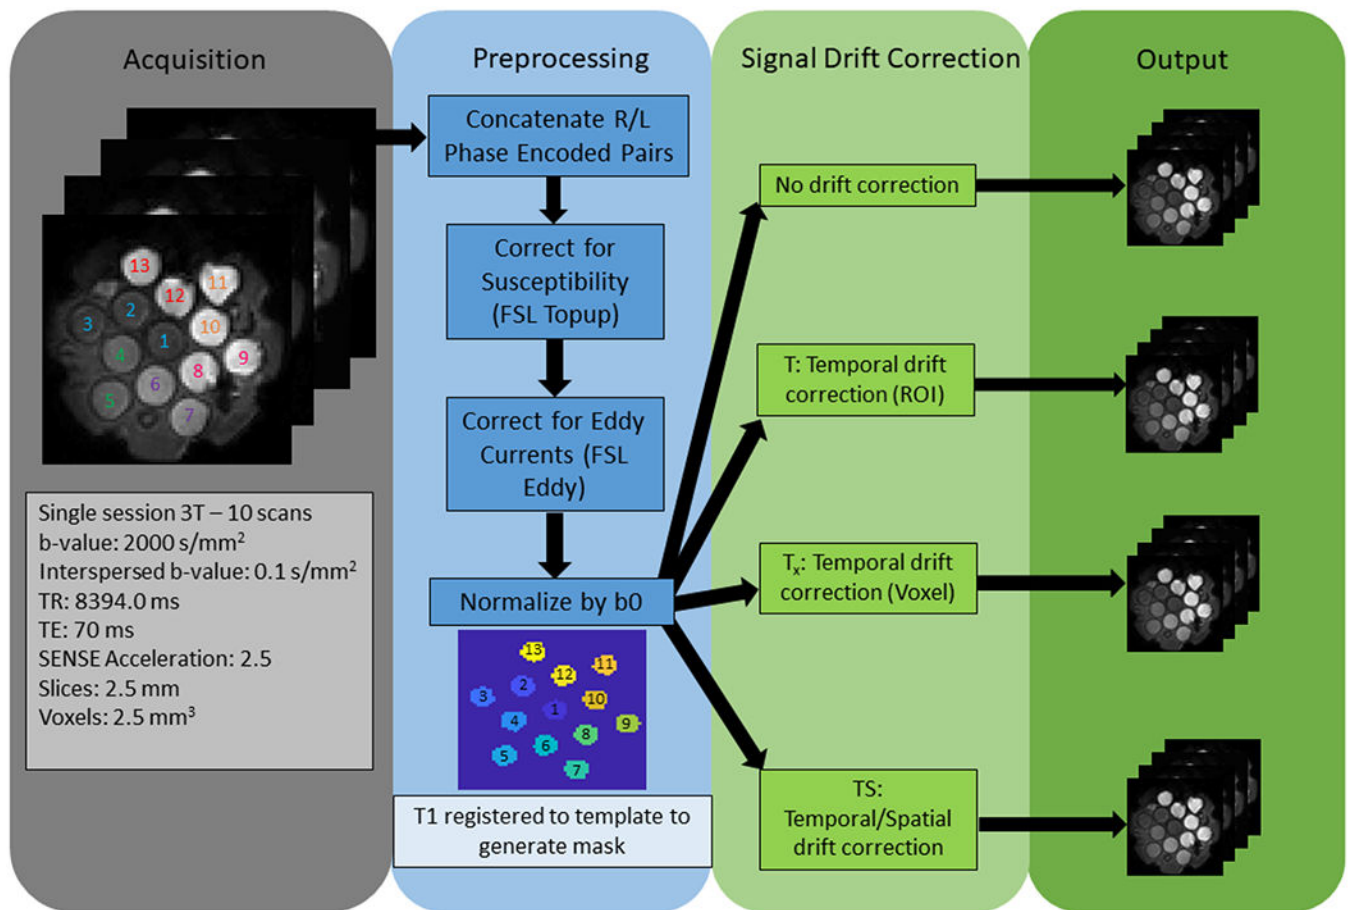 Acquisition
13
11
12
2
3
10
1
4
9
8
6
5
7
Single session 3T – 10 scans
b-value: 2000 s/mm²
Interspersed b-value: 0.1 s/mm²
TR: 8394.0 ms
TE: 70 ms
SENSE Acceleration: 2.5
Slices: 2.5 mm
Voxels: 2.5 mm³
Preprocessing
Concatenate R/L
Phase Encoded Pairs
Correct for
Susceptibility
(FSL Topup)
Correct for Eddy
Currents (FSL
Eddy)
Normalize by b0
13
11
12
2
3
10
1
4
9
8
6
5
7
T1 registered to template to
generate mask
Signal Drift Correction
No drift correction
T: Temporal drift
correction (ROI)
Tₓ: Temporal drift
correction (Voxel)
TS:
Temporal/Spatial
drift correction
Output